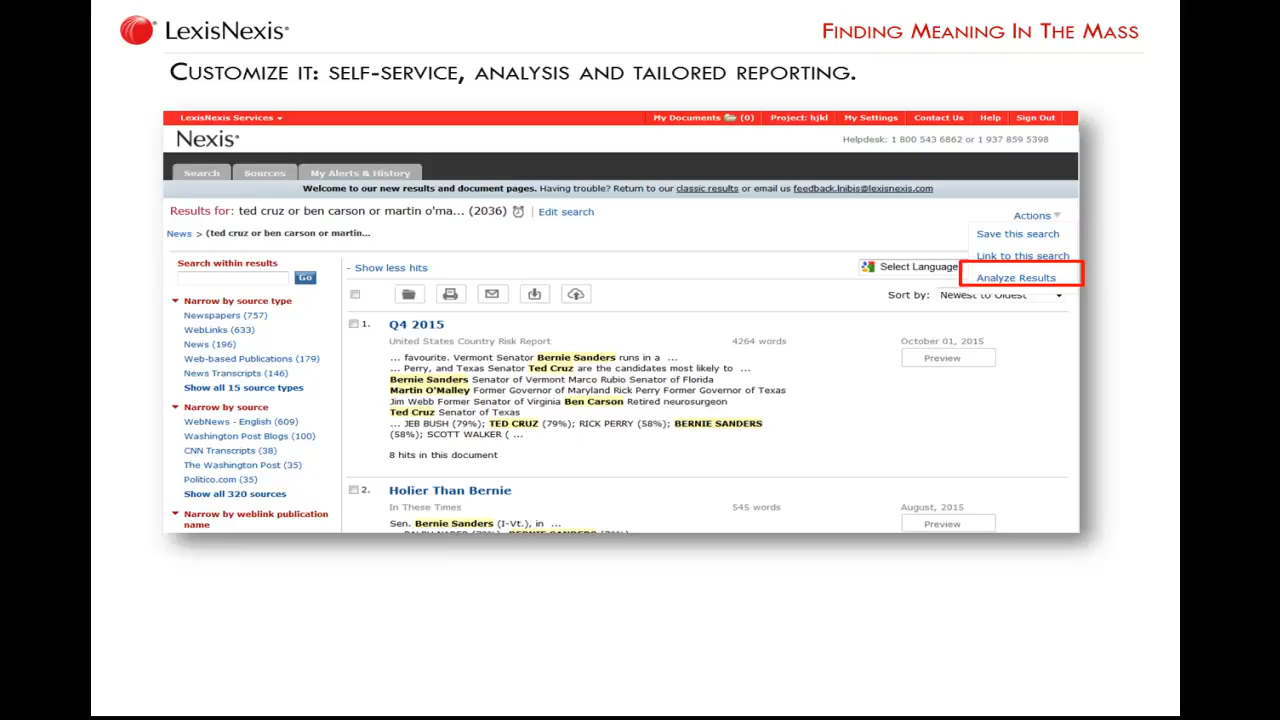 LexisNexis®
FINDING MEANING IN THE MASS
CUSTOMIZE IT: SELF-SERVICE, ANALYSIS AND TAILORED REPORTING.
LexisNexis Services
My Documents (0) Project: hjkl My Settings Contact Us Help Sign Out
Nexis®
Helpdesk: 1 800 543 6862 or 1 937 859 5398
Search Sources My Alerts & History
Welcome to our new results and document pages. Having trouble? Return to our classic results or email us feedback.lnibis@lexisnexis.com
Results for: ted cruz or ben carson or martin o'ma... (2036) | Edit search
Actions
Save this search
Link to this search
Analyze Results
News > (ted cruz or ben carson or martin...
Search within results
Go
Narrow by source type
Newspapers (757)
WebLinks (633)
News (196)
Web-based Publications (179)
News Transcripts (146)
Show all 15 source types
Narrow by source
WebNews - English (609)
Washington Post Blogs (100)
CNN Transcripts (38)
The Washington Post (35)
Politico.com (35)
Show all 320 sources
Narrow by weblink publication
name
- Show less hits
Select Language
Sort by: Newest to Oldest
1. Q4 2015
United States Country Risk Report 4264 words October 01, 2015
Preview
... favourite. Vermont Senator Bernie Sanders runs in a ...
... Perry, and Texas Senator Ted Cruz are the candidates most likely to ...
Bernie Sanders Senator of Vermont Marco Rubio Senator of Florida
Martin O'Malley Former Governor of Maryland Rick Perry Former Governor of Texas
Jim Webb Former Senator of Virginia Ben Carson Retired neurosurgeon
Ted Cruz Senator of Texas
... JEB BUSH (79%); TED CRUZ (79%); RICK PERRY (58%); BERNIE SANDERS
(58%); SCOTT WALKER ( ...
8 hits in this document
2. Holier Than Bernie
In These Times 545 words August, 2015
Preview
Sen. Bernie Sanders (I-Vt.), in ...